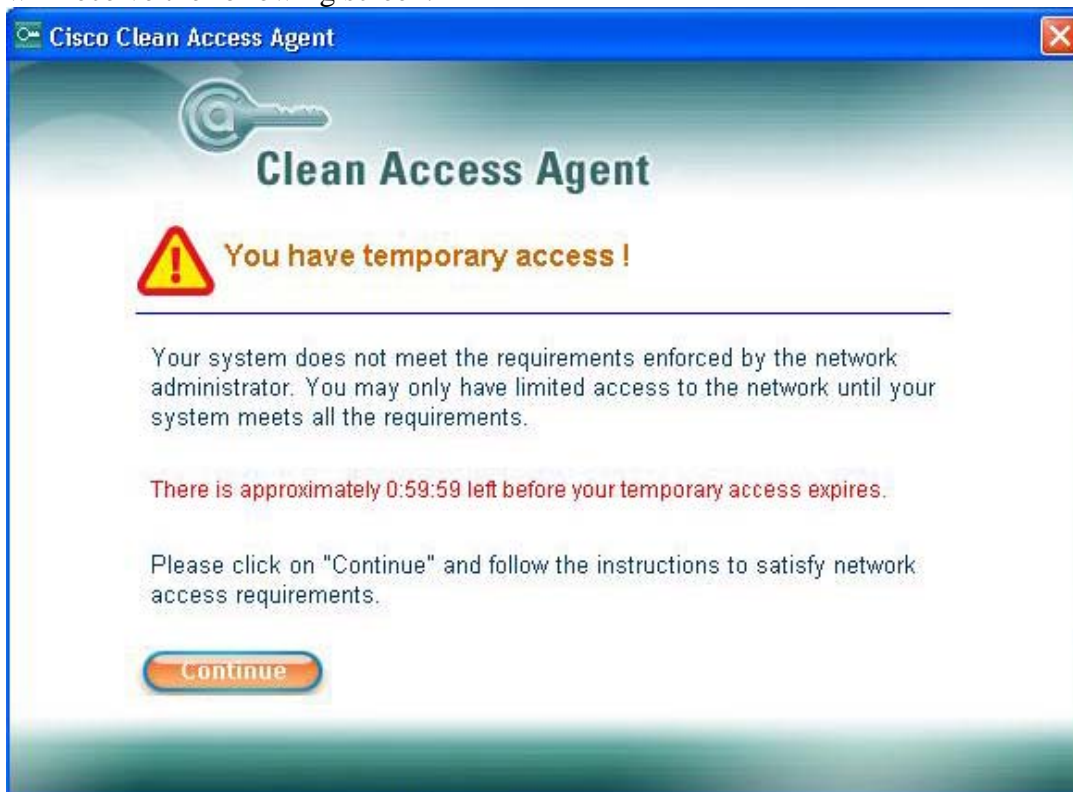 Cisco Clean Access Agent
Clean Access Agent
You have temporary access !
Your system does not meet the requirements enforced by the network
administrator. You may only have limited access to the network until your
system meets all the requirements.
There is approximately 0:59:59 left before your temporary access expires.
Please click on "Continue" and follow the instructions to satisfy network
access requirements.
Continue